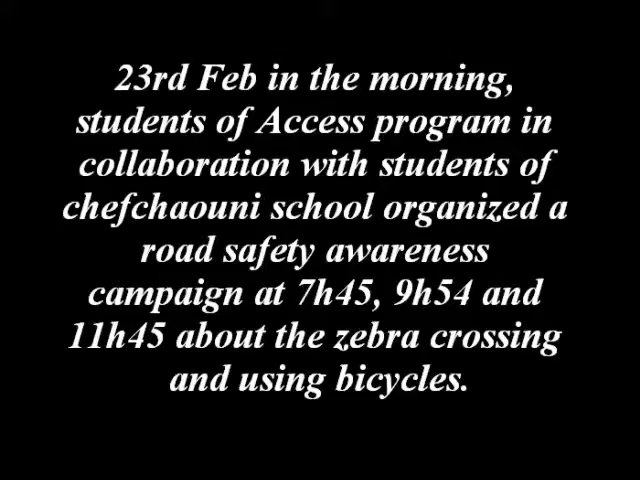 23rd Feb in the morning,
students of Access program in
collaboration with students of
chefchaouni school organized a
road safety awareness
campaign at 7h45, 9h54 and
11h45 about the zebra crossing
and using bicycles.